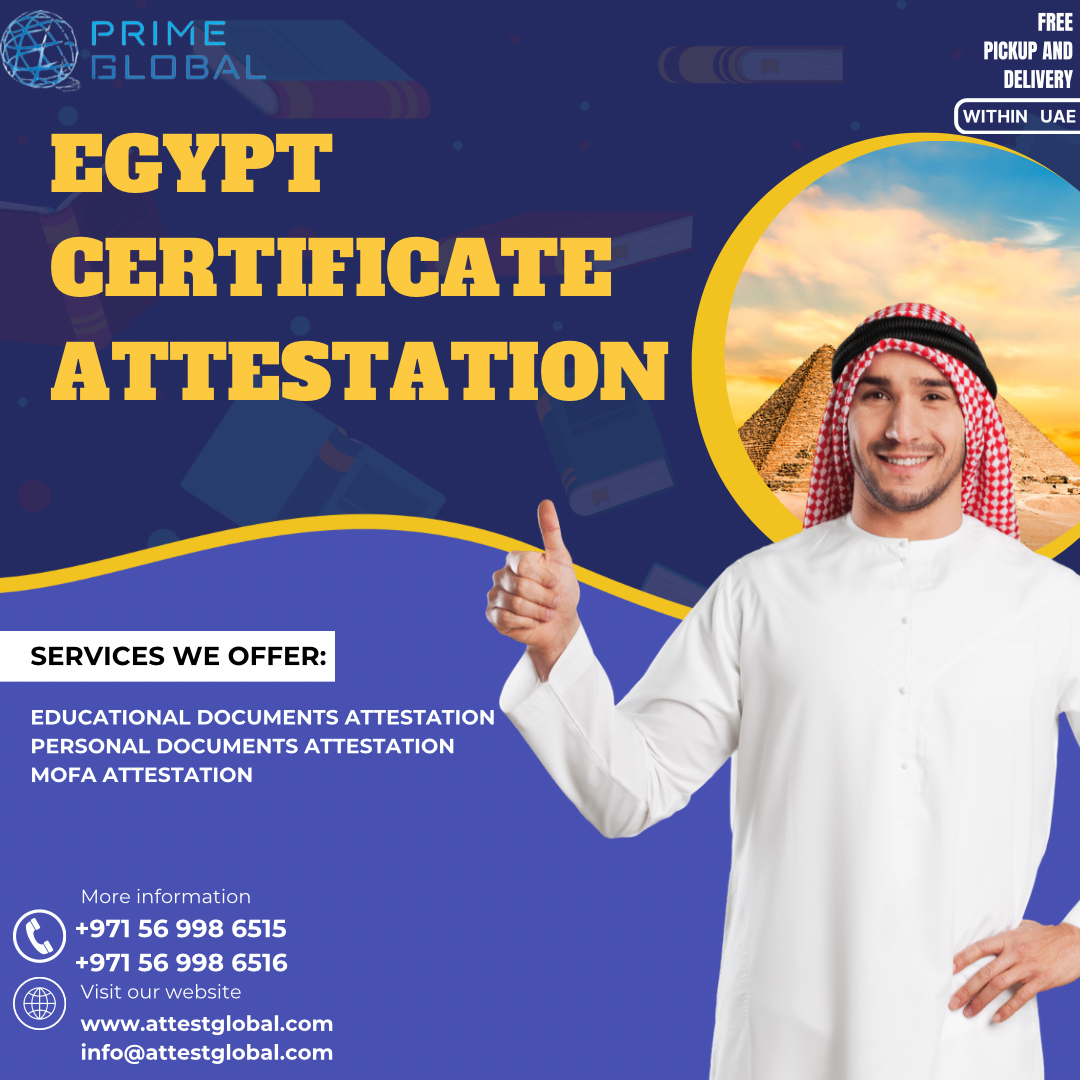 PRIME
GLOBAL
FREE
PICKUP AND
DELIVERY
WITHIN UAE
EGYPT
CERTIFICATE
ATTESTATION
SERVICES WE OFFER:
EDUCATIONAL DOCUMENTS ATTESTATION
PERSONAL DOCUMENTS ATTESTATION
MOFA ATTESTATION
More information
+971 56 998 6515
+971 56 998 6516
Visit our website
www.attestglobal.com
info@attestglobal.com